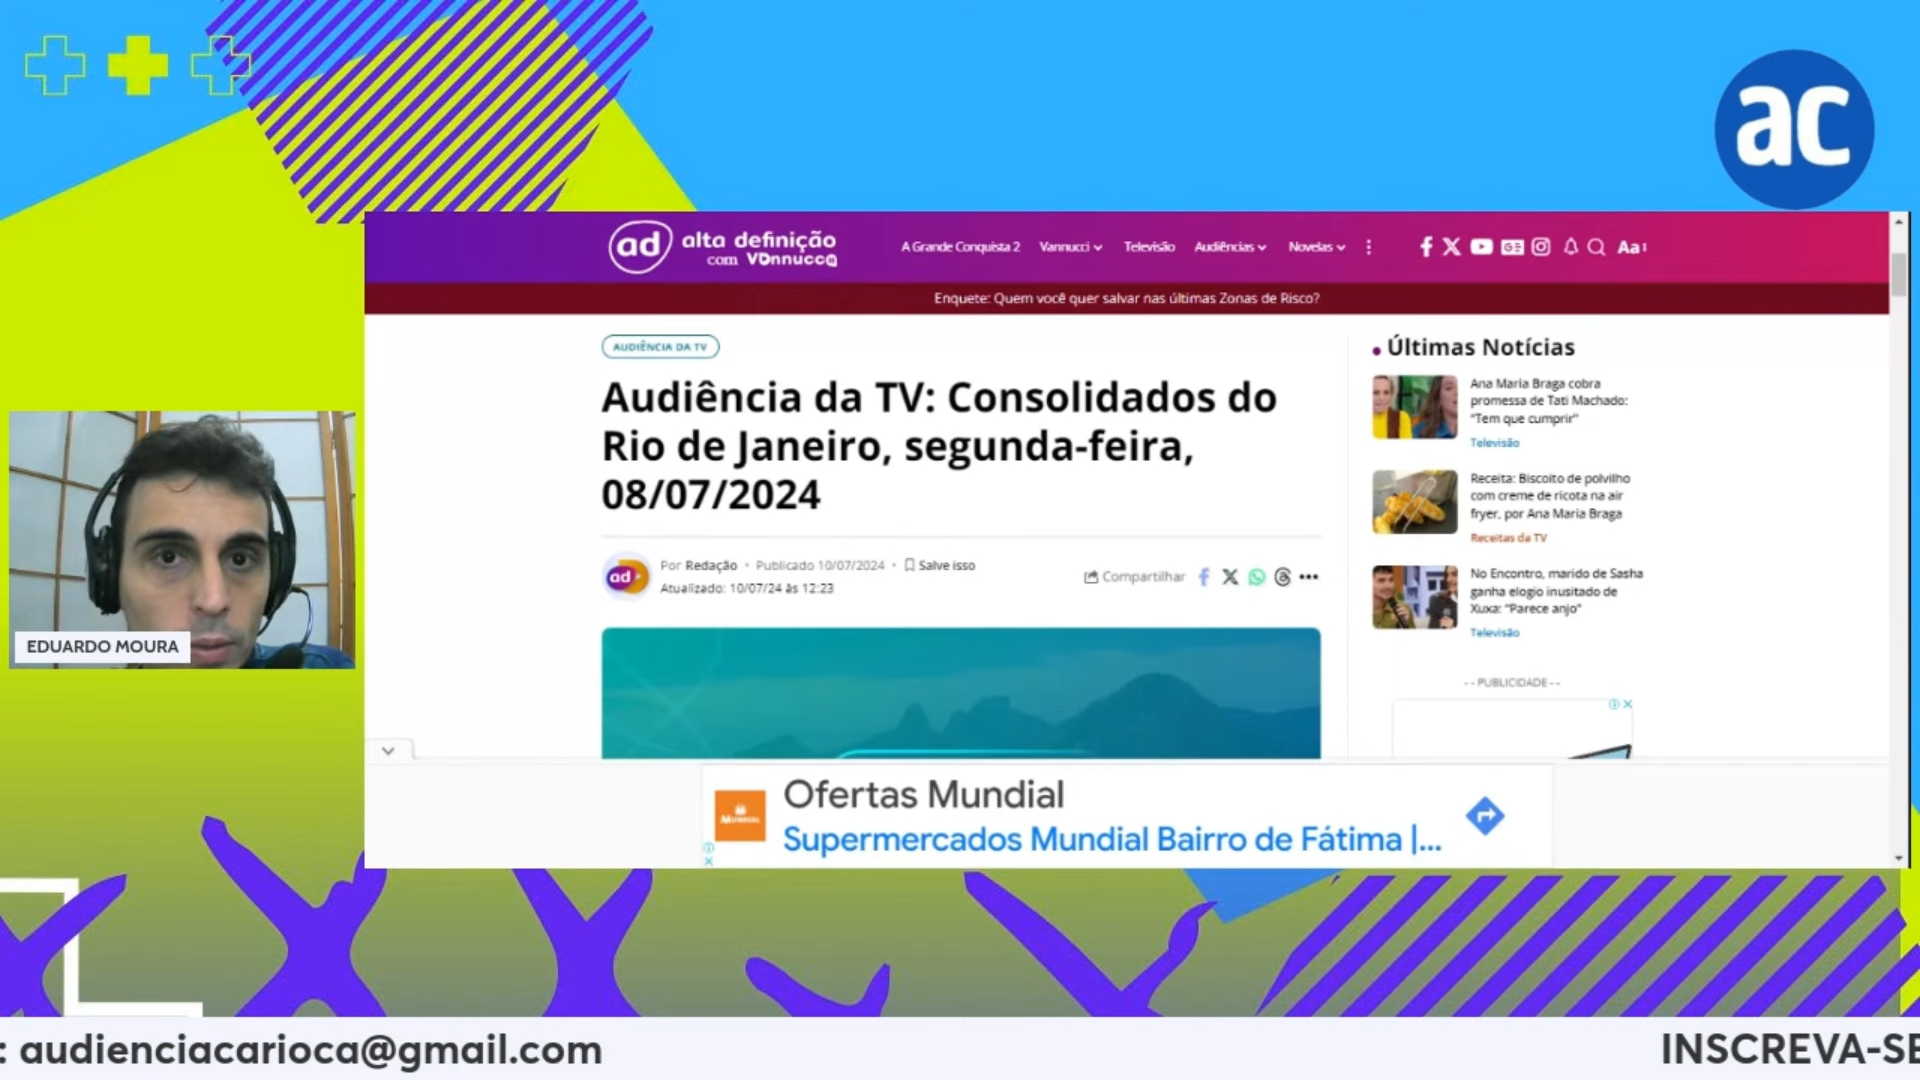 ac
ad alta definição
com VDnnucci
A Grande Conquista 2 Vannucci Televisão Audiências Novelas
Aa
Enquete: Quem você quer salvar nas últimas Zonas de Risco?
AUDIÊNCIA DA TV
Audiência da TV: Consolidados do
Rio de Janeiro, segunda-feira,
08/07/2024
ad
Por Redação • Publicado 10/07/2024 • Salve isso
Atualizado: 10/07/24 às 12:23
Compartilhar
Últimas Notícias
Ana Maria Braga cobra
promessa de Tati Machado:
“Tem que cumprir”
Televisão
Receita: Biscoito de polvilho
com creme de ricota na air
fryer, por Ana Maria Braga
Receitas da TV
No Encontro, marido de Sasha
ganha elogio inusitado de
Xuxa: “Parece anjo”
Televisão
- - PUBLICIDADE - -
EDUARDO MOURA
MUNDIAL
Ofertas Mundial
Supermercados Mundial Bairro de Fátima |...
: audienciacarioca@gmail.com
INSCREVA-SE